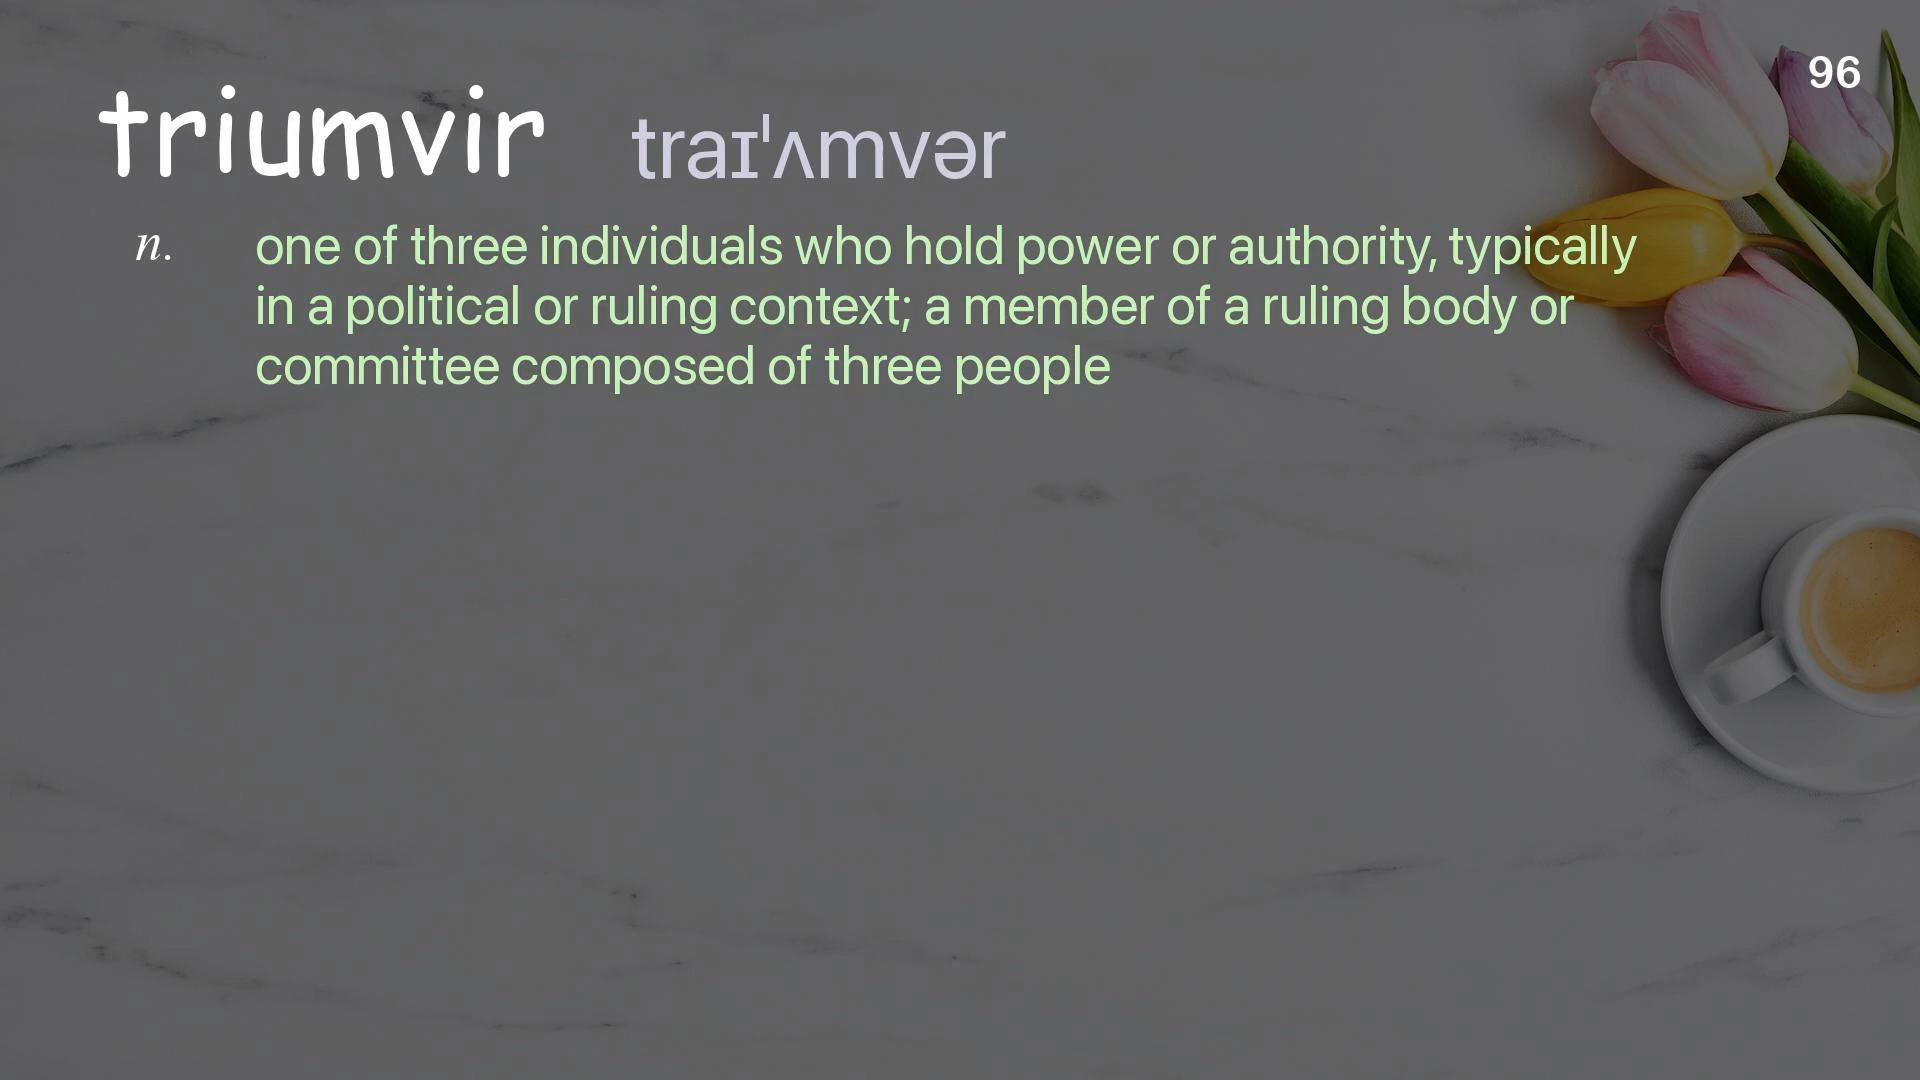 96
triumvir traɪˈʌmvər
n. one of three individuals who hold power or authority, typically
in a political or ruling context; a member of a ruling body or
committee composed of three people